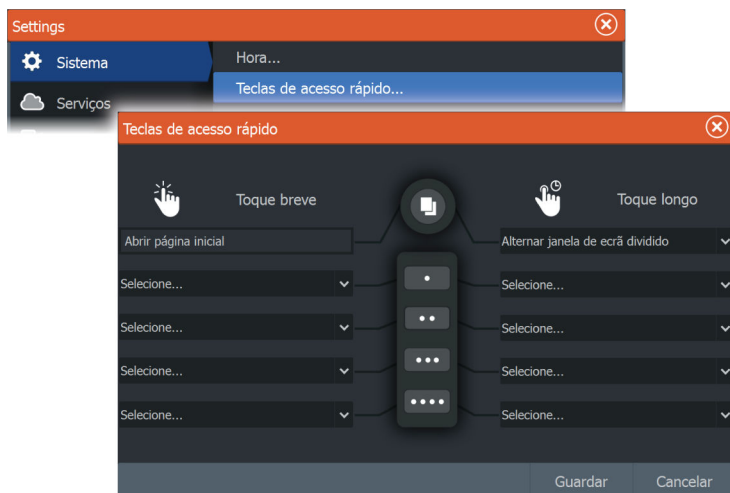 Settings
Sistema
Hora...
Teclas de acesso rápido...
Serviços
Teclas de acesso rápido
Toque breve
Toque longo
Abrir página inicial
Alternar janela de ecrã dividido
Selecione...
Selecione...
Selecione...
Selecione...
Selecione...
Selecione...
Selecione...
Selecione...
Guardar
Cancelar